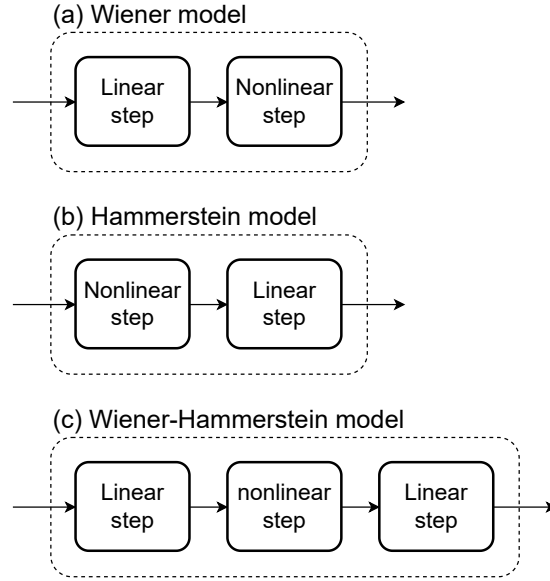 (a) Wiener model
Linear
step
Nonlinear
step
(b) Hammerstein model
Nonlinear
step
Linear
step
(c) Wiener-Hammerstein model
Linear
step
nonlinear
step
Linear
step